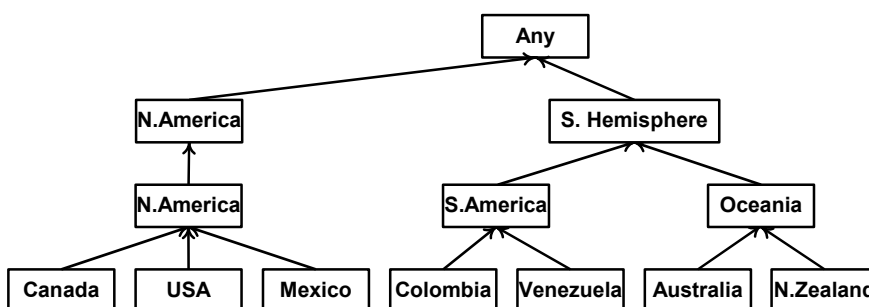 Any
N.America
S. Hemisphere
N.America
S.America
Oceania
Canada
USA
Mexico
Colombia
Venezuela
Australia
N.Zealand